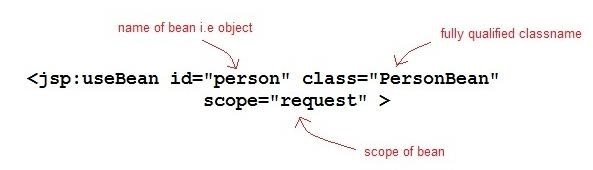 name of bean i.e object
fully qualified classname
<jsp:useBean id="person" class="PersonBean"
scope="request" >
scope of bean